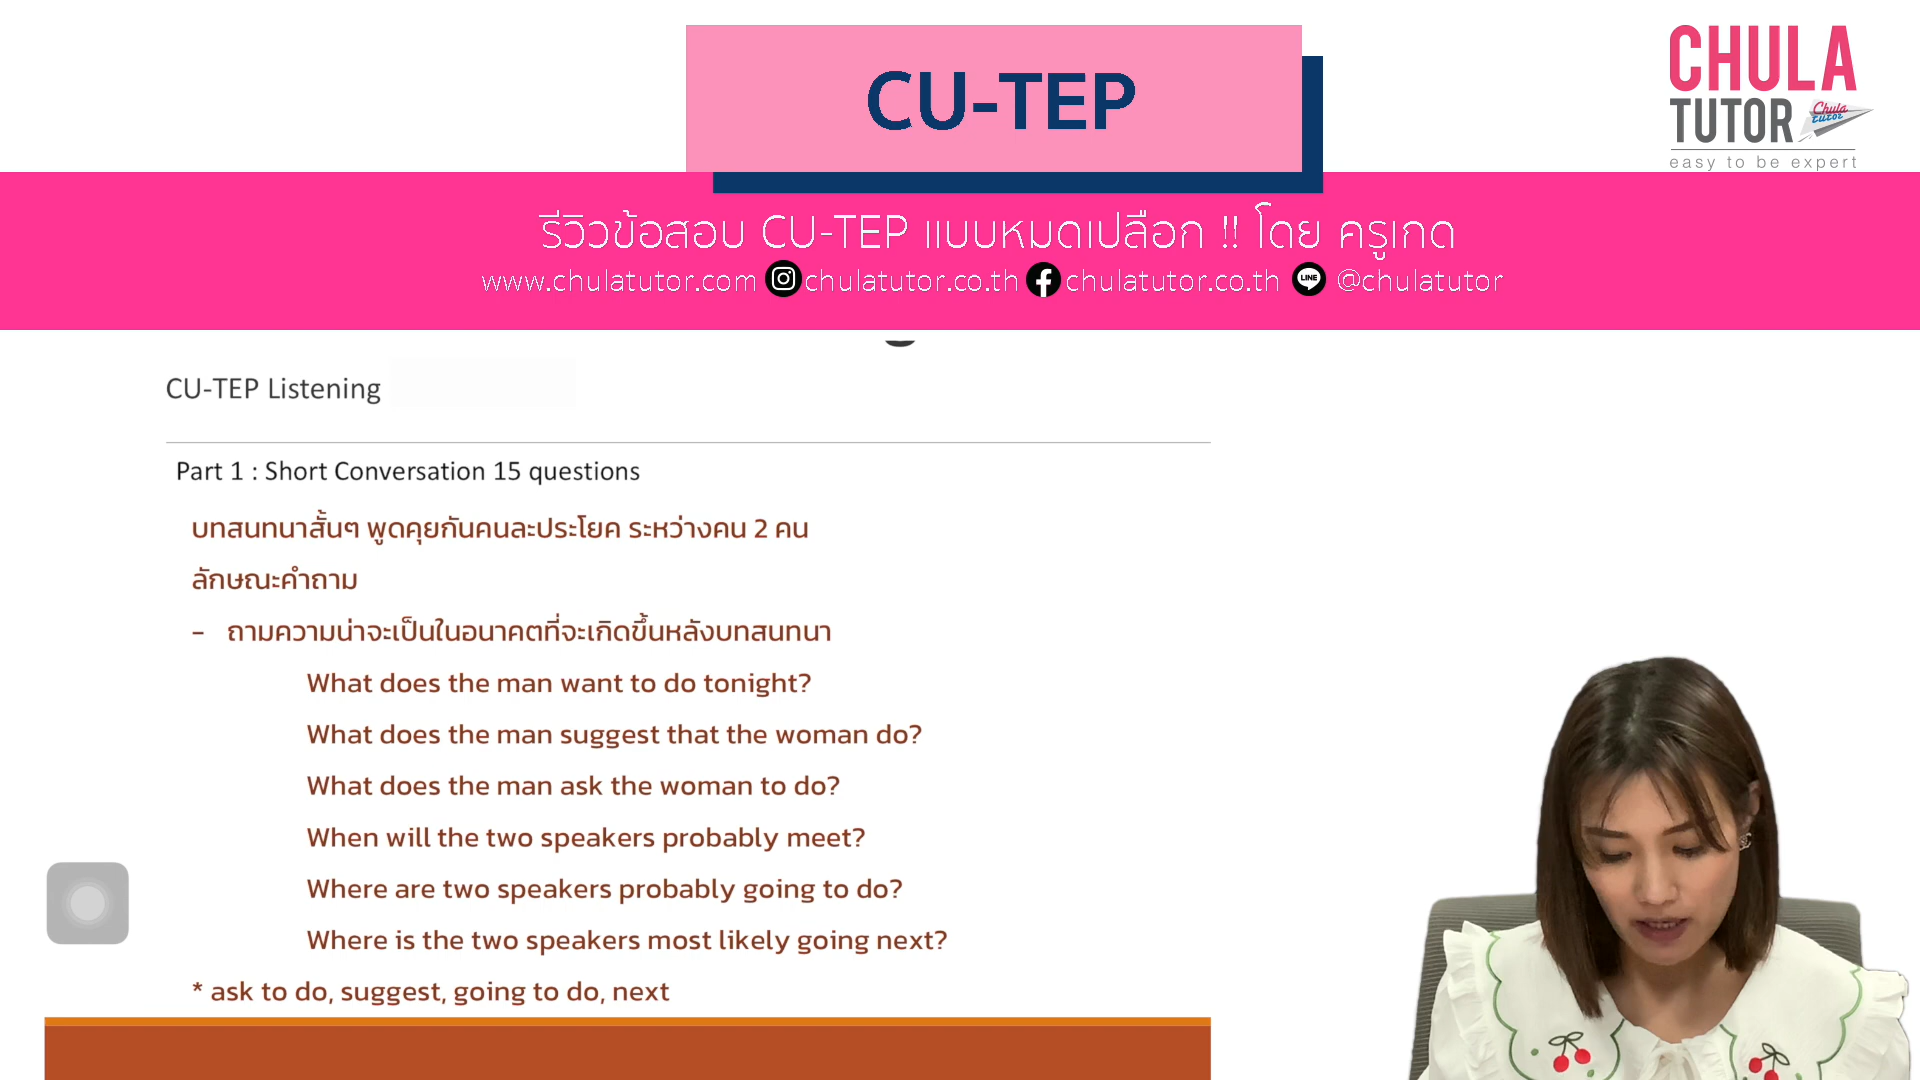 CU-TEP
CHULA
TUTOR
Chula
tutor
easy to be expert
รีวิวข้อสอบ CU-TEP แบบหมดเปลือก !! โดย ครูเกด
www.chulatutor.com chulatutor.co.th chulatutor.co.th LINE @chulatutor
CU-TEP Listening
Part 1 : Short Conversation 15 questions
บทสนทนาสั้นๆ พูดคุยกันคนละประโยค ระหว่างคน 2 คน
ลักษณะคำถาม
- ถามความน่าจะเป็นในอนาคตที่จะเกิดขึ้นหลังบทสนทนา
What does the man want to do tonight?
What does the man suggest that the woman do?
What does the man ask the woman to do?
When will the two speakers probably meet?
Where are two speakers probably going to do?
Where is the two speakers most likely going next?
* ask to do, suggest, going to do, next